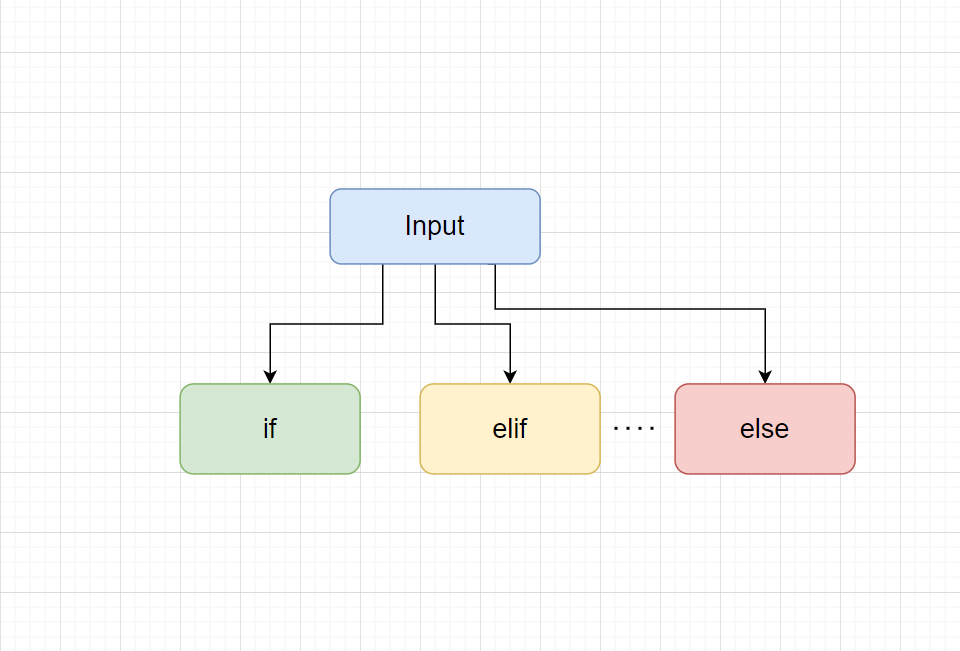 Input
if
elif
....
else